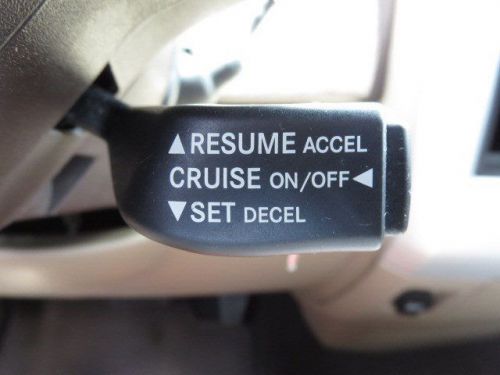 ▲RESUME ACCEL
CRUISE ON/OFF◀
▼SET DECEL